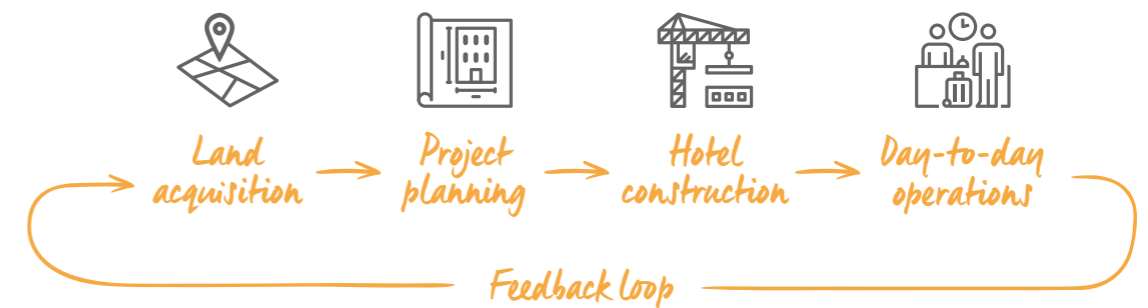 Land
acquisition
Project
planning
Hotel
construction
Day-to-day
operations
Feedback loop